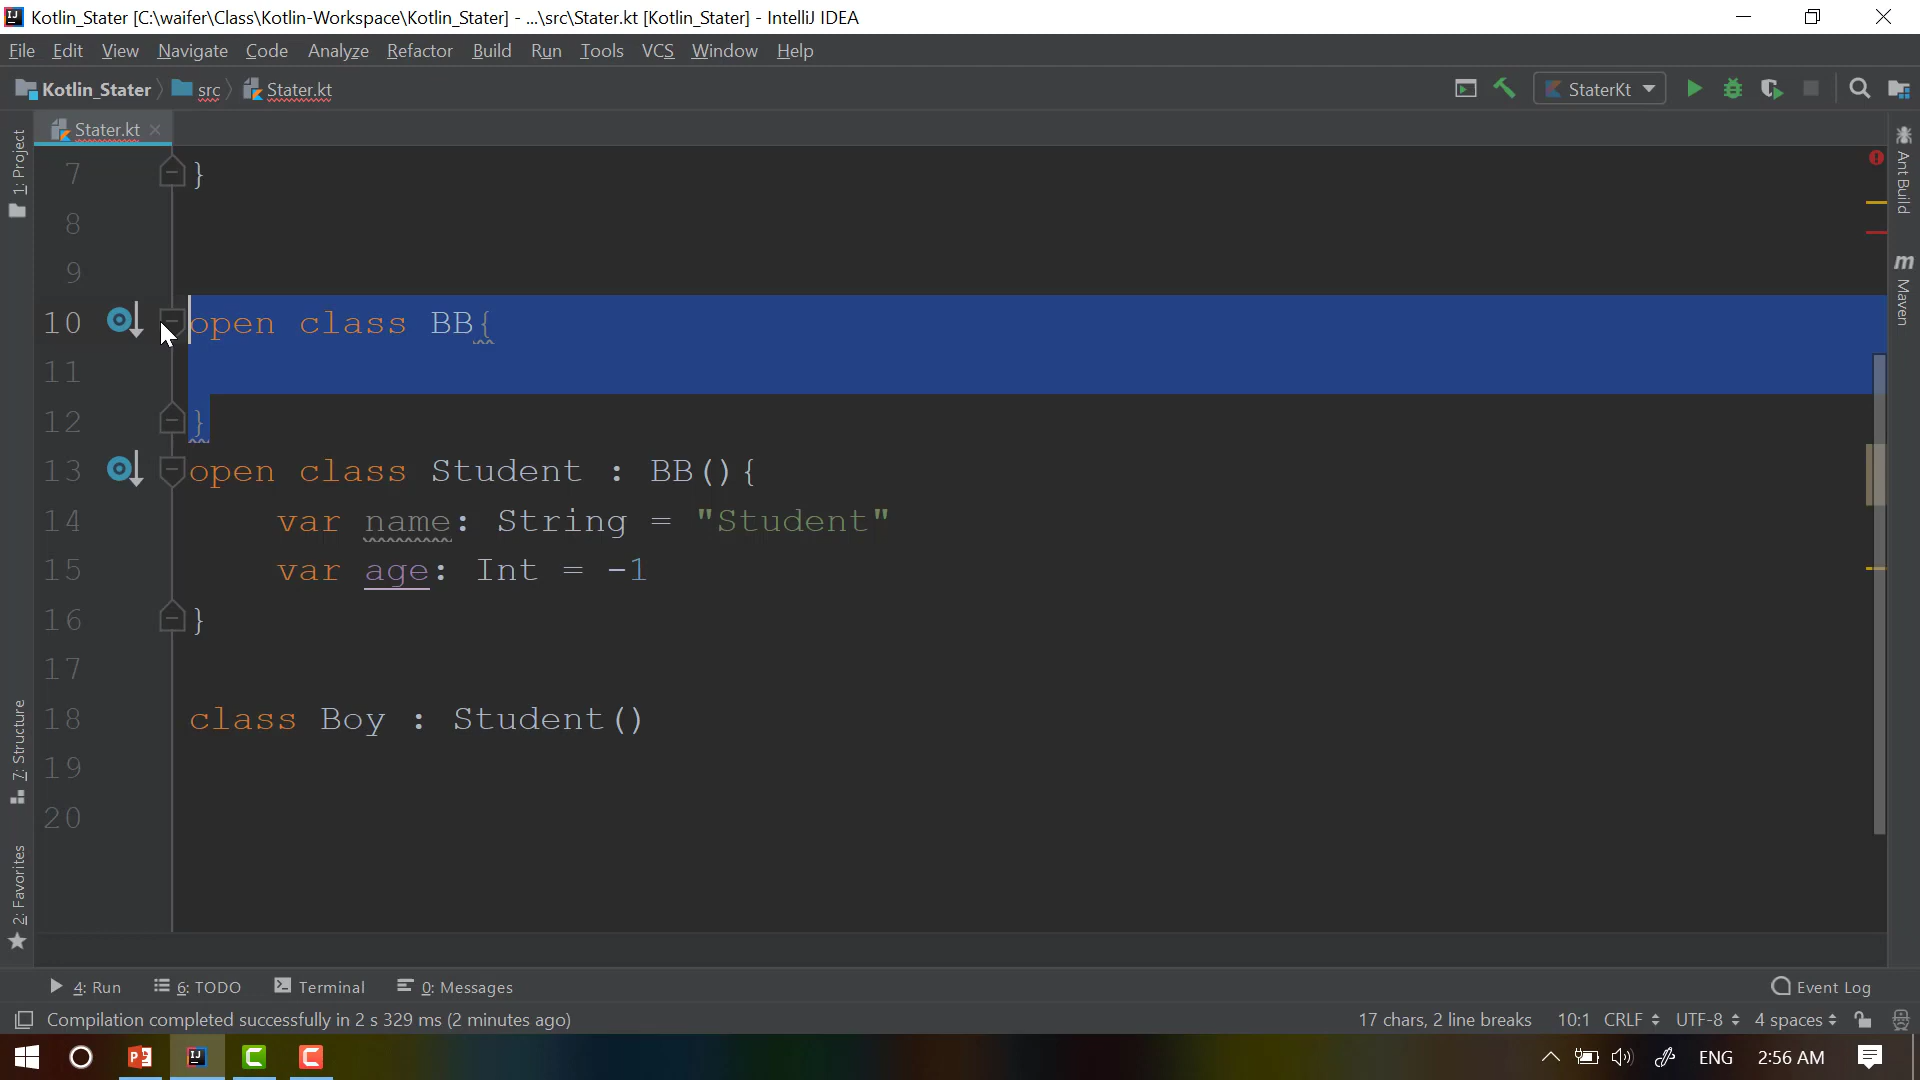 Kotlin_Stater [C:\waifer\Class\Kotlin-Workspace\Kotlin_Stater] - ...\src\Stater.kt [Kotlin_Stater] - IntelliJ IDEA
File Edit View Navigate Code Analyze Refactor Build Run Tools VCS Window Help
Kotlin_Stater src Stater.kt StaterKt
Stater.kt
1: Project
7: Structure
2: Favorites
Ant Build
m Maven
7 }
8
9
10 open class BB{
11
12 }
13 open class Student : BB(){
14 var name: String = "Student"
15 var age: Int = -1
16 }
17
18 class Boy : Student()
19
20
4: Run 6: TODO Terminal 0: Messages Event Log
Compilation completed successfully in 2 s 329 ms (2 minutes ago) 17 chars, 2 line breaks 10:1 CRLF UTF-8 4 spaces
ENG 2:56 AM